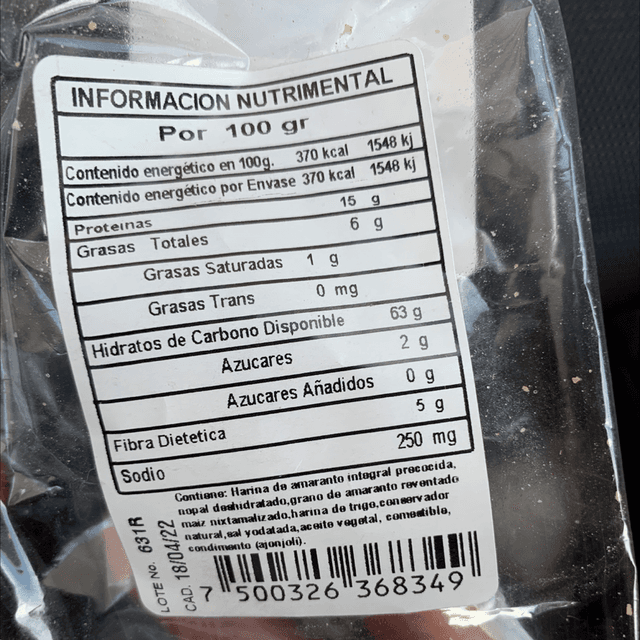 INFORMACION NUTRIMENTAL
Por 100 gr
Contenido energético en 100g. 370 kcal 1548 kj
Contenido energético por Envase 370 kcal 1548 kj
Proteinas 15 g
Grasas Totales 6 g
Grasas Saturadas 1 g
Grasas Trans 0 mg
Hidratos de Carbono Disponible 63 g
Azucares 2 g
Azucares Añadidos 0 g
Fibra Dietetica 5 g
Sodio 250 mg
Contiene: Harina de amaranto integral precocida,
nopal deshidratado,grano de amaranto reventado
maiz nixtamalizado,harina de trigo,conservador
natural,sal yodatada,aceite vegetal, comestible,
condimento (ajonjoli).
LOTE No. 631R
CAD. 18/04/22
7 500326 368349